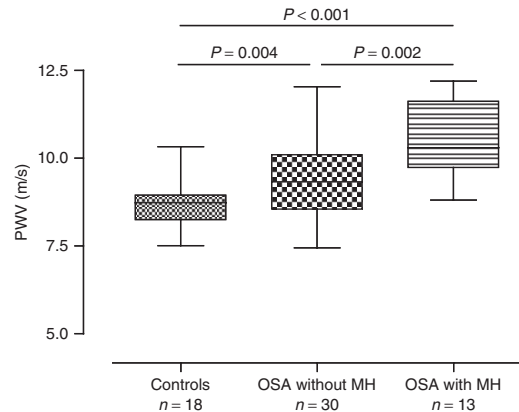 P < 0.001
P = 0.004 P = 0.002
12.5
10.0
7.5
5.0
PWV (m/s)
Controls OSA without MH OSA with MH
n = 18 n = 30 n = 13